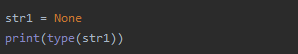 str1 = None
print(type(str1))